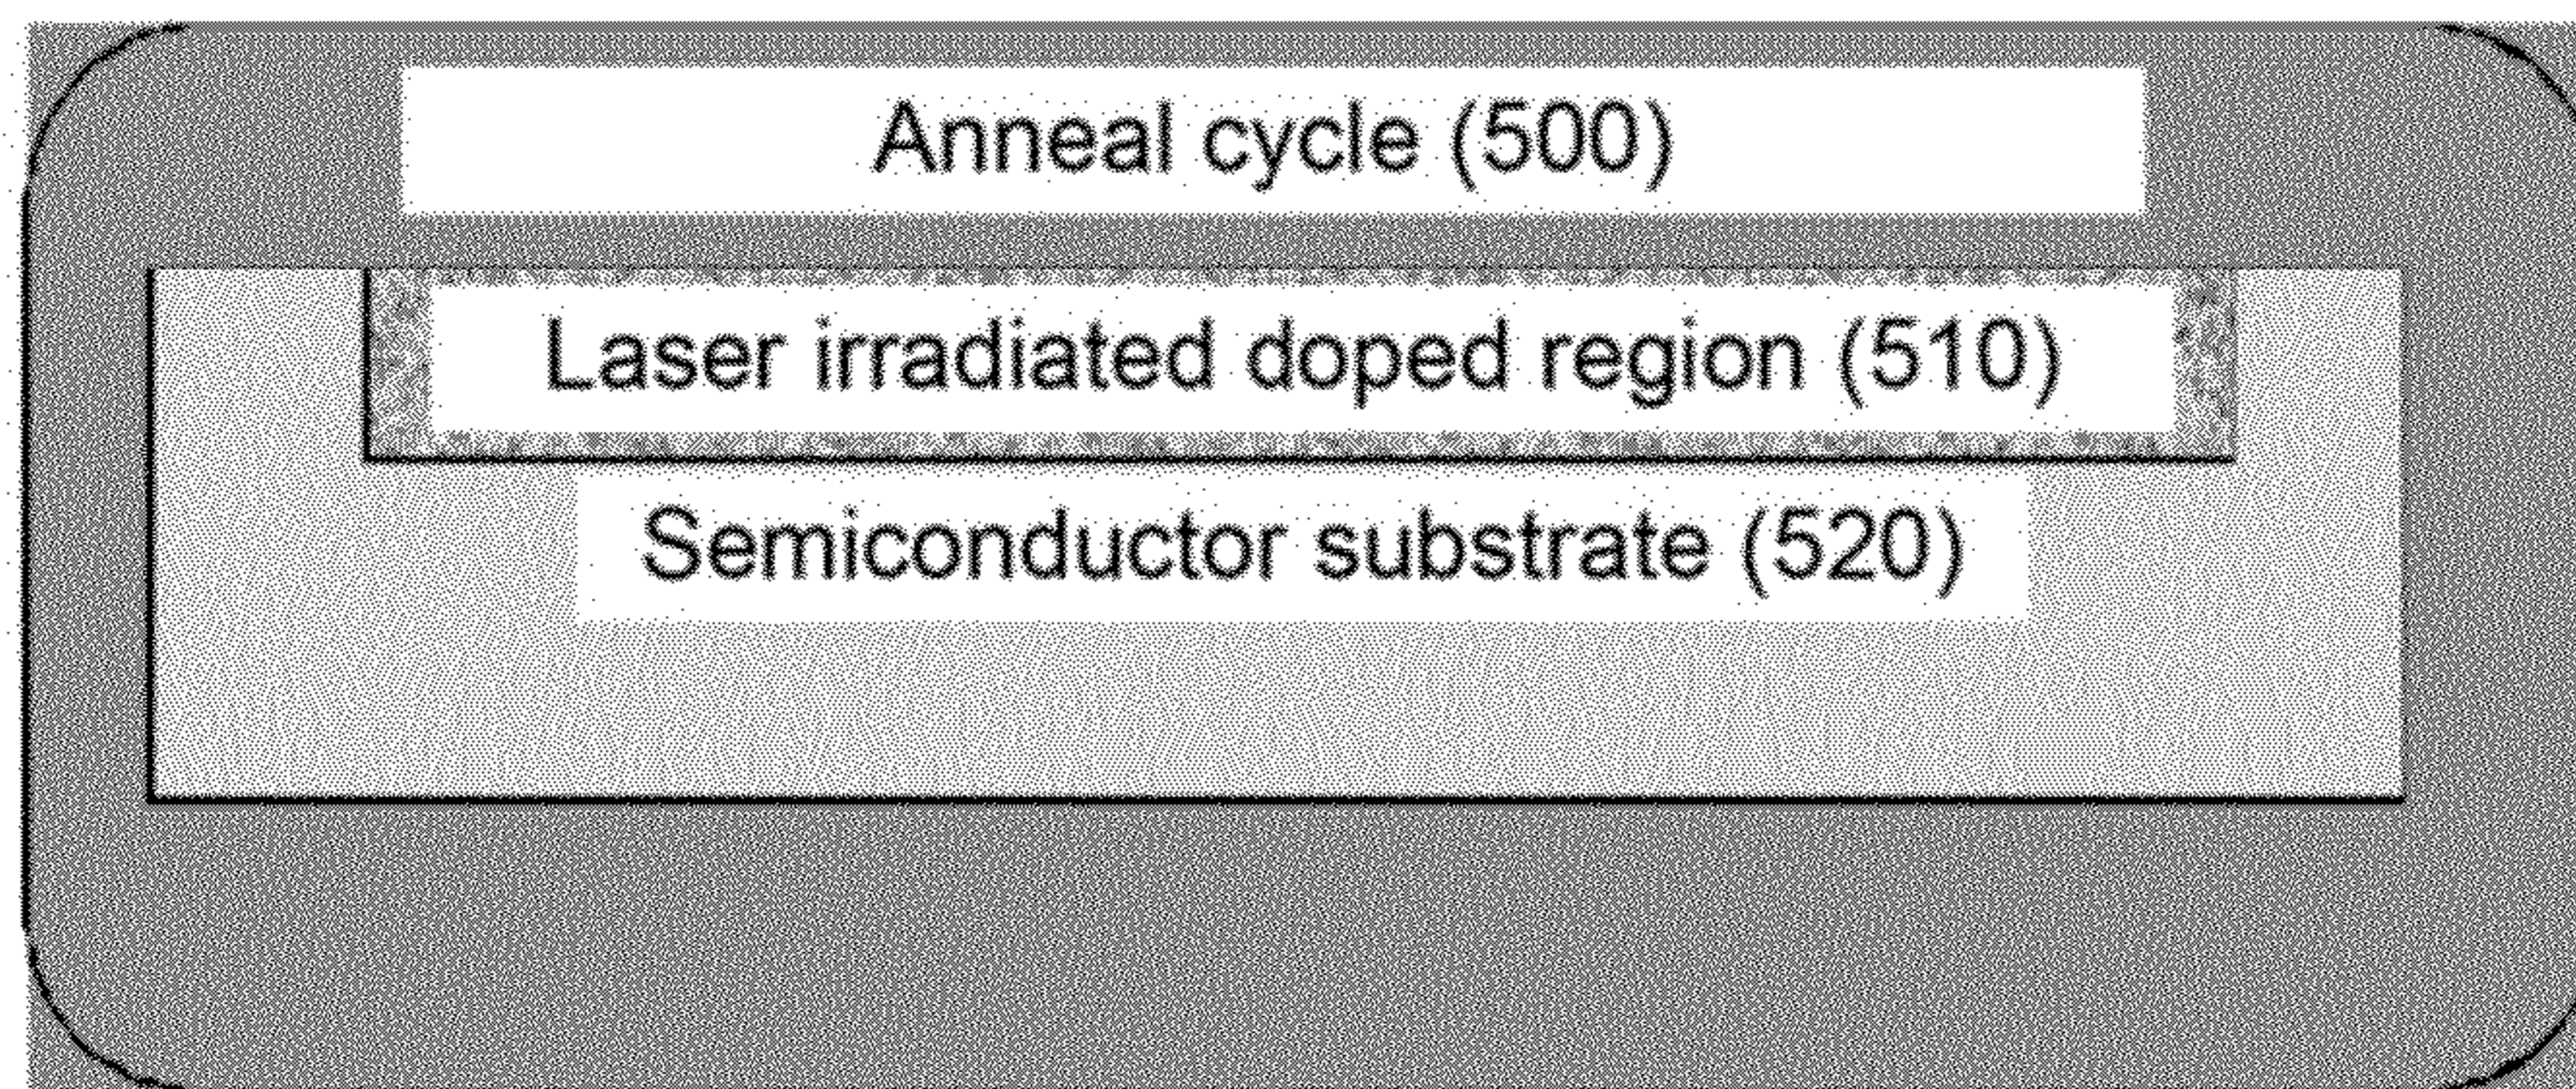 Anneal cycle (500)
Laser irradiated doped region (510)
Semiconductor substrate (520)